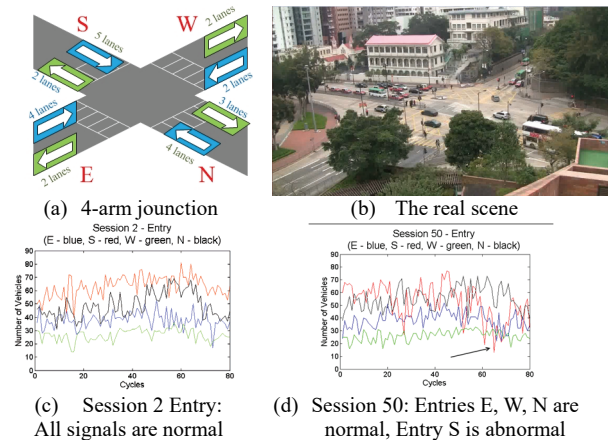 S
W
5 lanes
2 lanes
2 lanes
2 lanes
4 lanes
3 lanes
2 lanes
4 lanes
E
N
(a) 4-arm jounction
(b) The real scene
Session 2 - Entry
(E - blue, S - red, W - green, N - black)
Number of Vehicles
90
80
70
60
50
40
30
20
10
0
0 20 40 60 80
Cycles
Session 50 - Entry
(E - blue, S - red, W - green, N - black)
Number of Vehicles
90
80
70
60
50
40
30
20
10
0
0 20 40 60 80
Cycles
(c) Session 2 Entry:
All signals are normal
(d) Session 50: Entries E, W, N are
normal, Entry S is abnormal